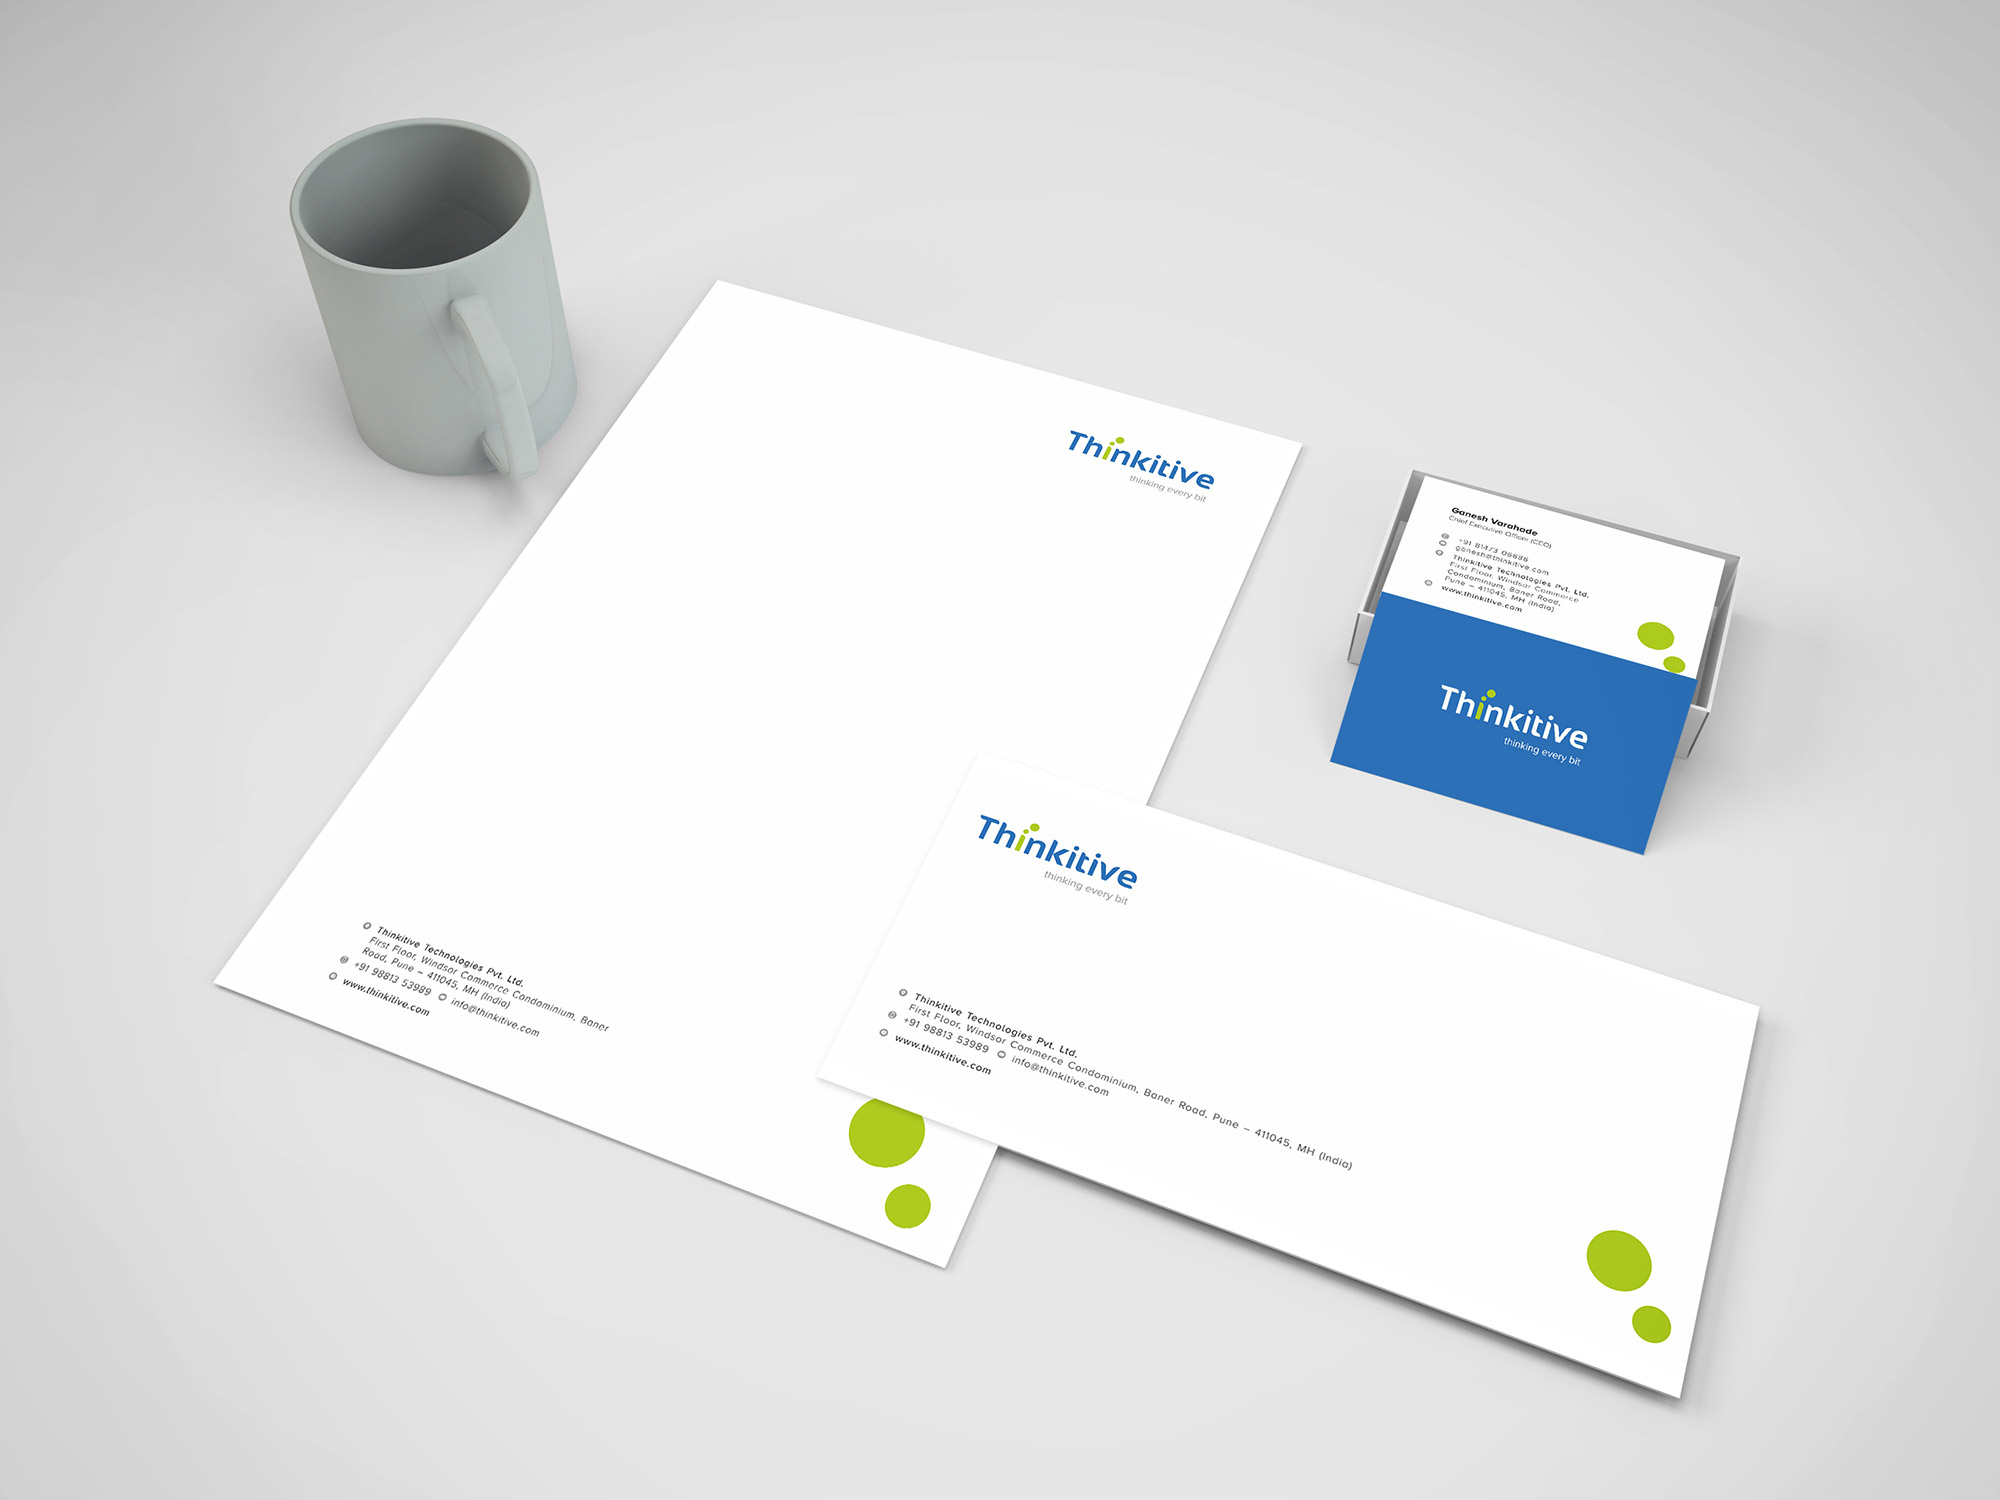 Thinkitive
thinking every bit
Thinkitive Technologies Pvt. Ltd.
First Floor, Windsor Commerce Condominium, Baner
Road, Pune – 411045, MH (India)
+91 98813 53989 info@thinkitive.com
www.thinkitive.com
Thinkitive
thinking every bit
Thinkitive Technologies Pvt. Ltd.
First Floor, Windsor Commerce Condominium, Baner Road, Pune – 411045, MH (India)
+91 98813 53989 info@thinkitive.com
www.thinkitive.com
Ganesh Varahade
Chief Executive Officer (CEO)
+91 81473 06686
ganesh@thinkitive.com
Thinkitive Technologies Pvt. Ltd.
First Floor, Windsor Commerce
Condominium, Baner Road,
Pune – 411045, MH (India)
www.thinkitive.com
Thinkitive
thinking every bit